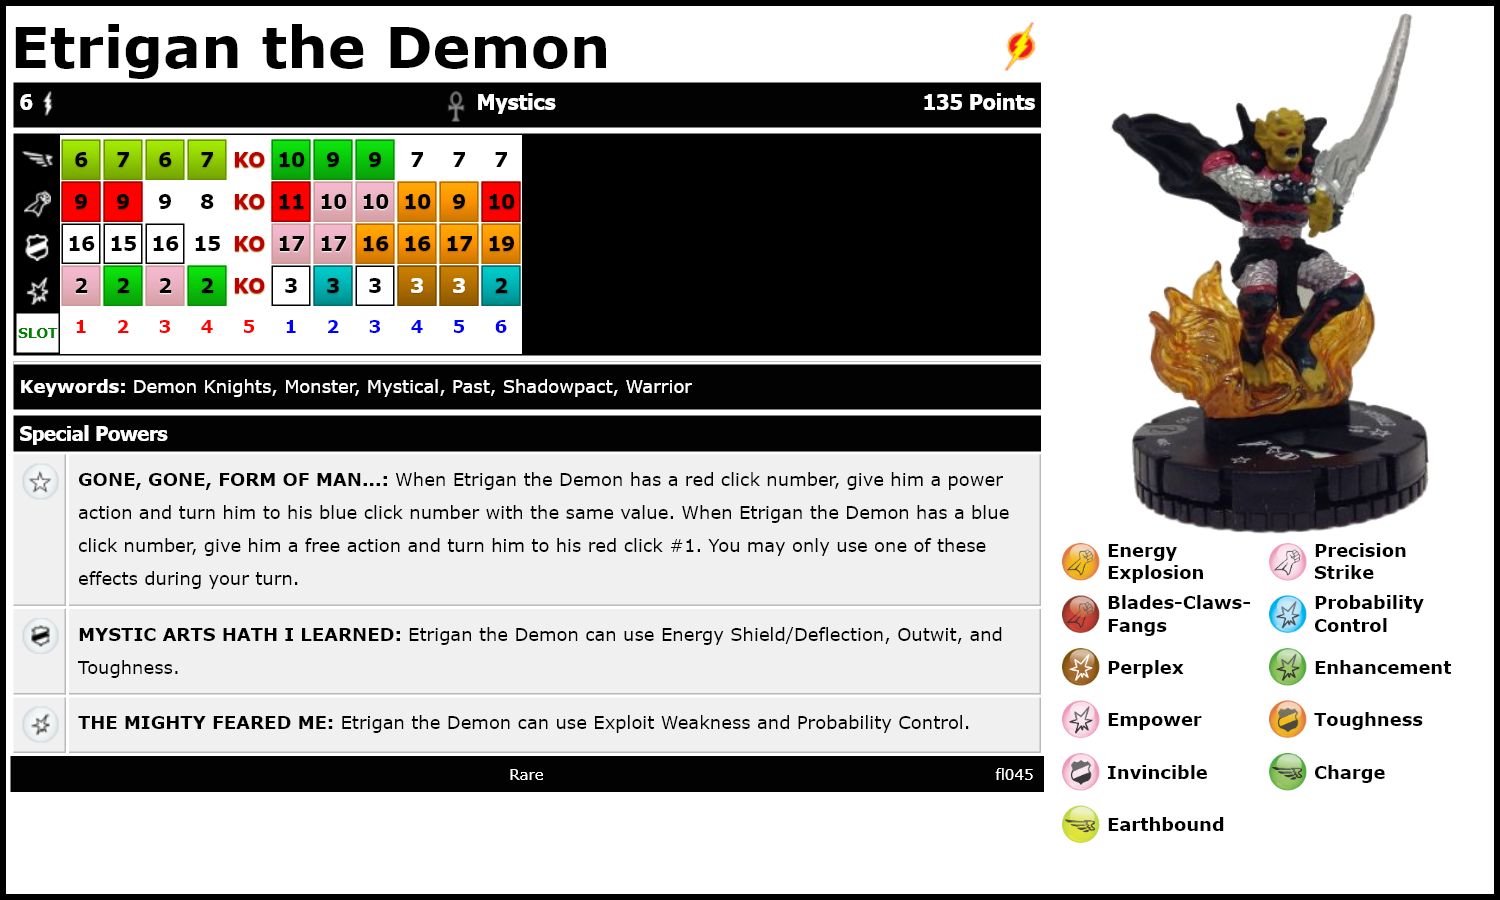 Etrigan the Demon
6 Mystics 135 Points
6 7 6 7 KO 10 9 9 7 7 7
9 9 9 8 KO 11 10 10 10 9 10
16 15 16 15 KO 17 17 16 16 17 19
2 2 2 2 KO 3 3 3 3 3 2
SLOT 1 2 3 4 5 1 2 3 4 5 6
Keywords: Demon Knights, Monster, Mystical, Past, Shadowpact, Warrior
Special Powers
GONE, GONE, FORM OF MAN...: When Etrigan the Demon has a red click number, give him a power
action and turn him to his blue click number with the same value. When Etrigan the Demon has a blue
click number, give him a free action and turn him to his red click #1. You may only use one of these
effects during your turn.
MYSTIC ARTS HATH I LEARNED: Etrigan the Demon can use Energy Shield/Deflection, Outwit, and
Toughness.
THE MIGHTY FEARED ME: Etrigan the Demon can use Exploit Weakness and Probability Control.
Rare fl045
Energy
Explosion
Precision
Strike
Blades-Claws-
Fangs
Probability
Control
Perplex
Enhancement
Empower
Toughness
Invincible
Charge
Earthbound